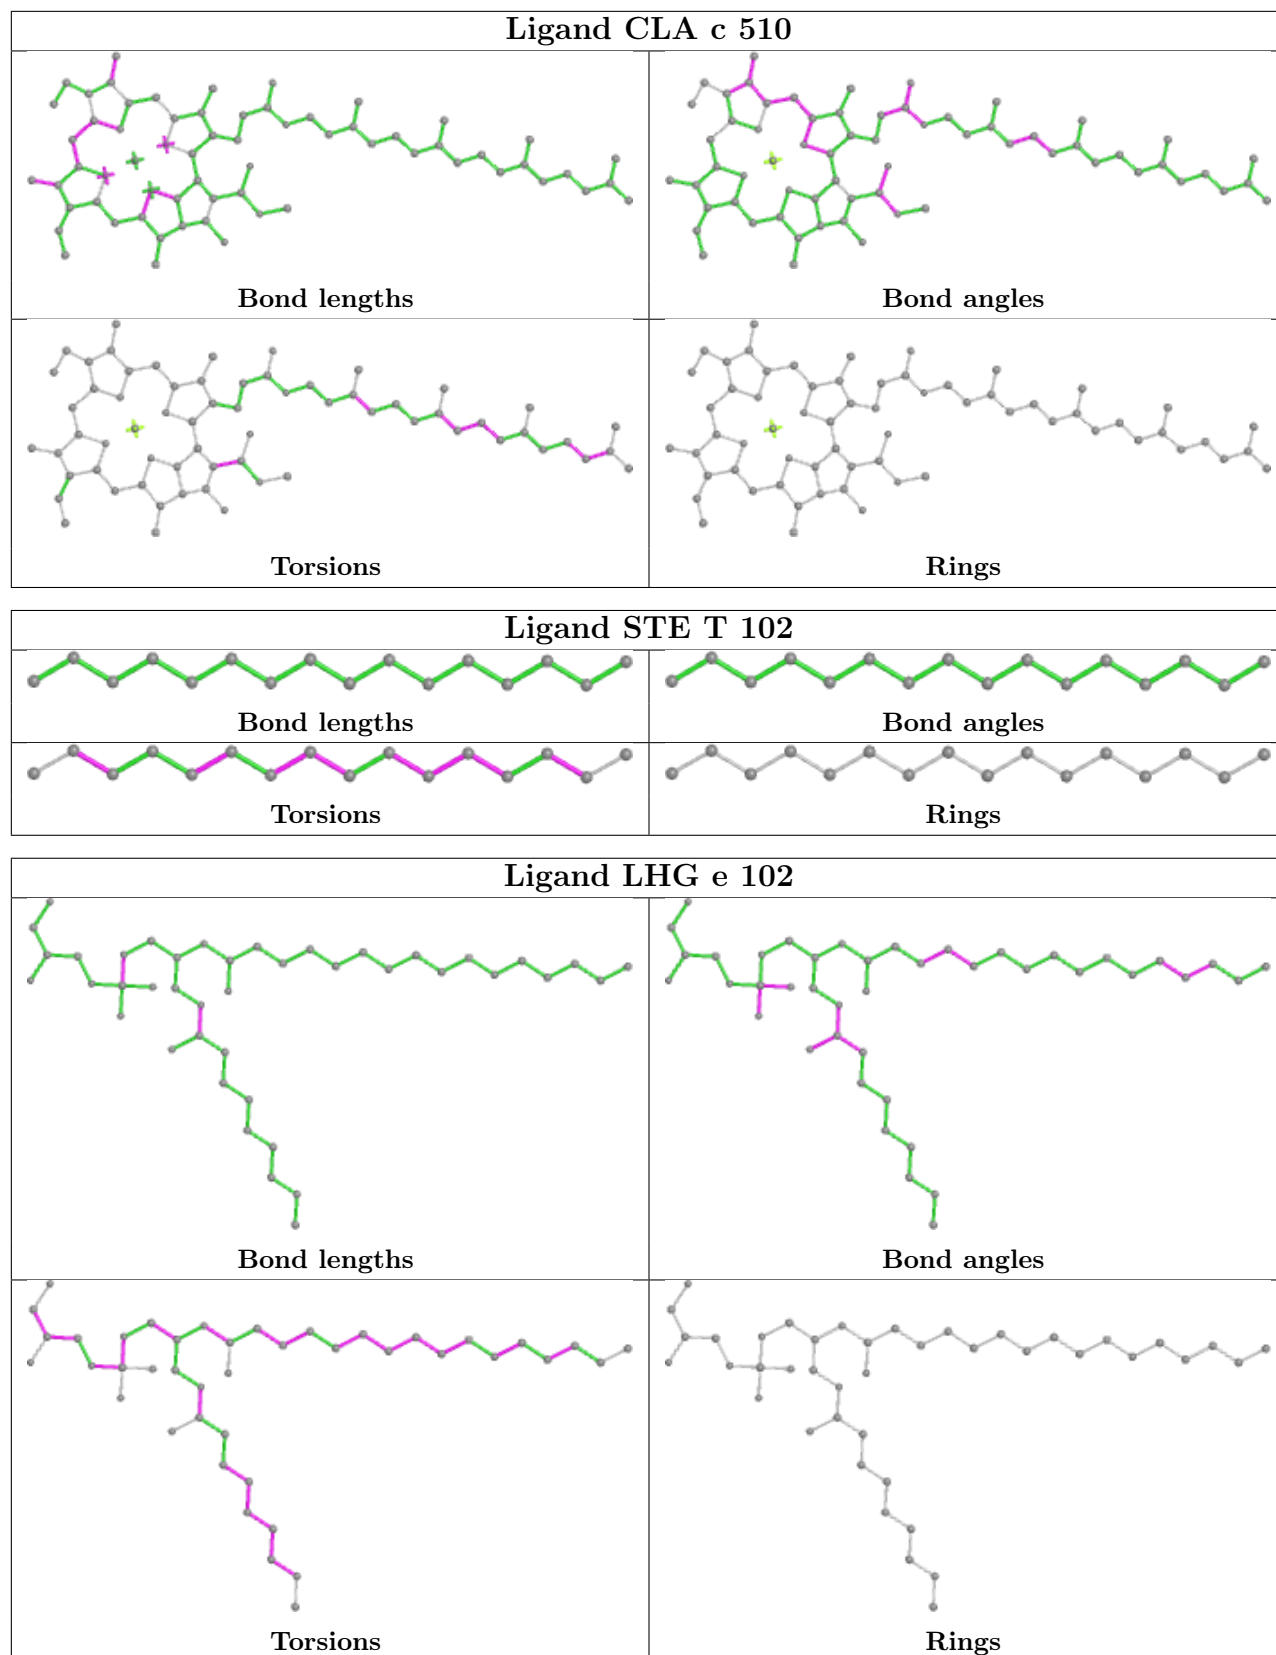 Ligand CLA c 510
Bond lengths
Bond angles
Torsions
Rings
Ligand STE T 102
Bond lengths
Bond angles
Torsions
Rings
Ligand LHG e 102
Bond lengths
Bond angles
Torsions
Rings